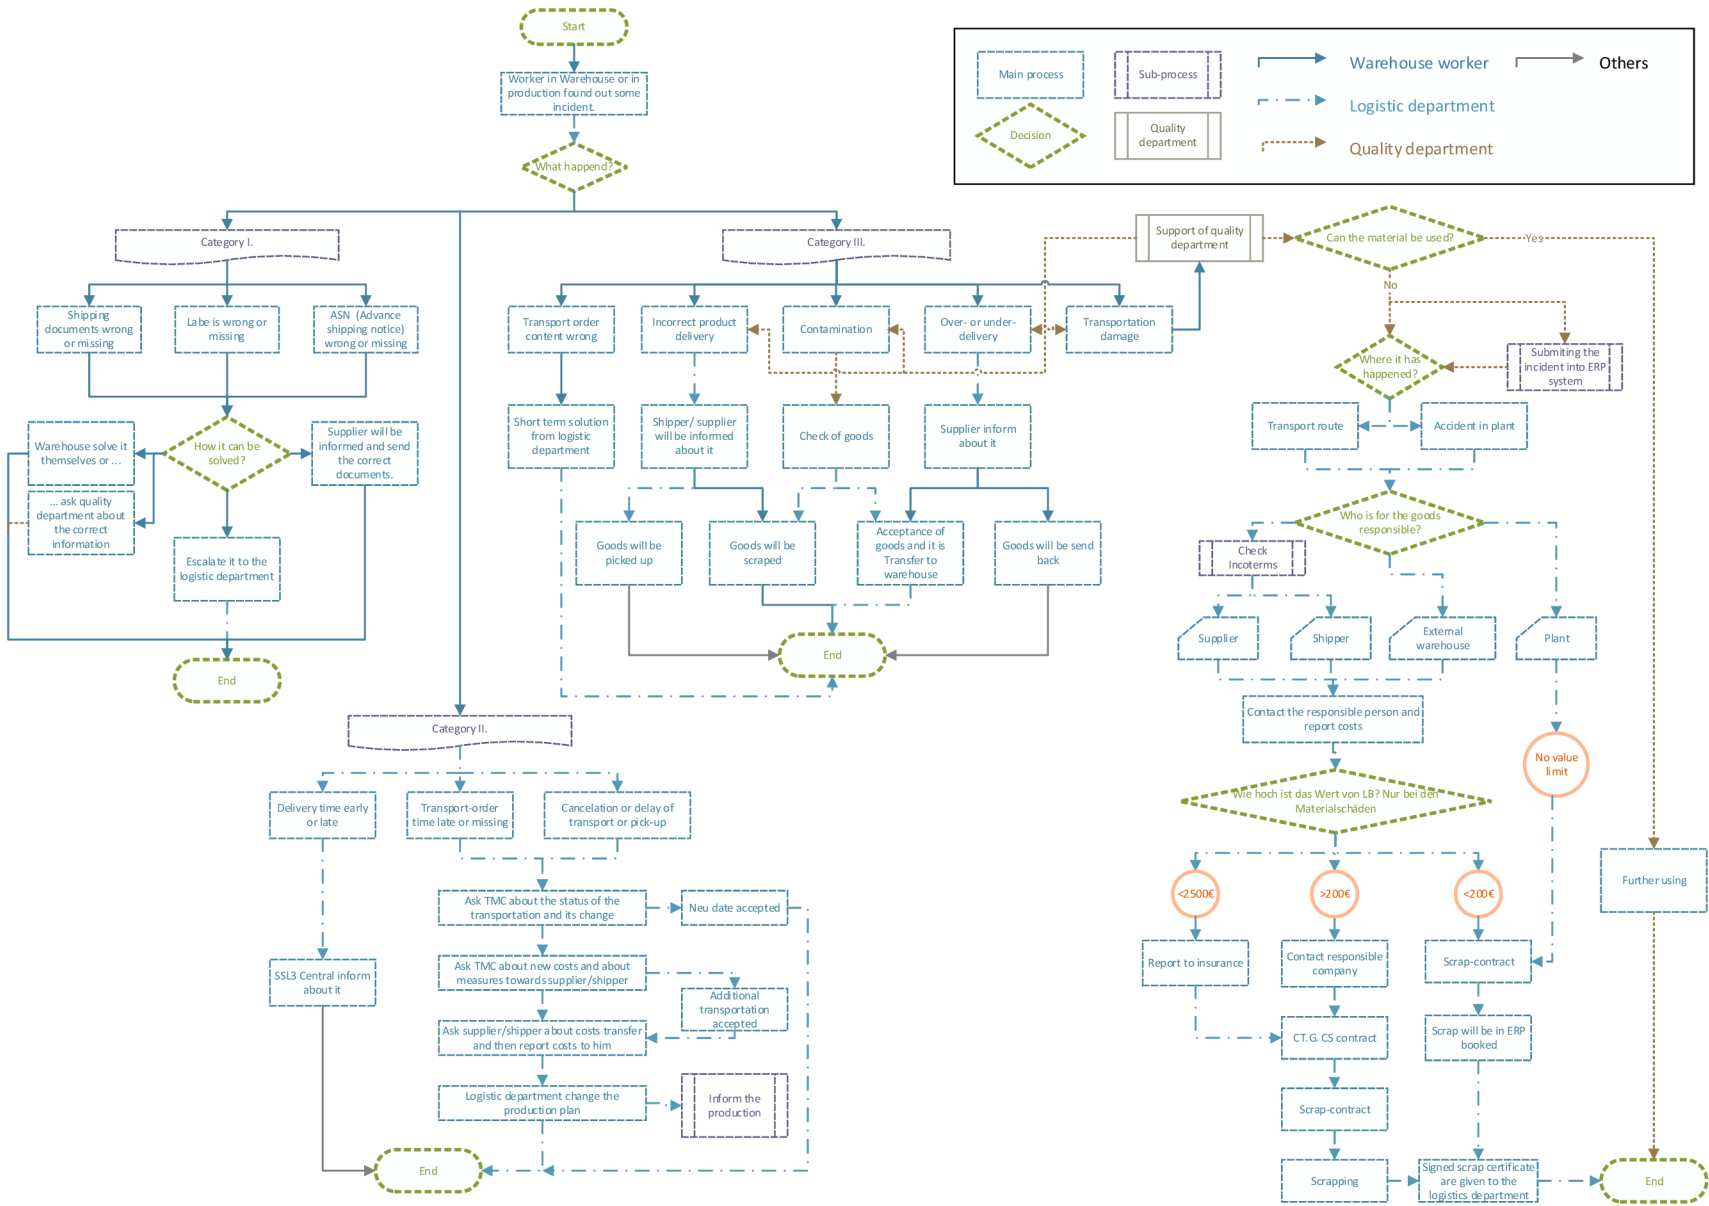 Start
Worker in Warehouse or in
production found out some
incident.
What happend?
Main process
Sub-process
Decision
Quality
department
Warehouse worker
Others
Logistic department
Quality department
Category I.
Shipping
documents wrong
or missing
Labe is wrong or
missing
ASN (Advance
shipping notice)
wrong or missing
How it can be
solved?
Warehouse solve it
themselves or ...
... ask quality
department about
the correct
information
Supplier will be
informed and send
the correct
documents.
Escalate it to the
logistic department
End
Category III.
Transport order
content wrong
Incorrect product
delivery
Contamination
Over- or under-
delivery
Transportation
damage
Short term solution
from logistic
department
Shipper/ supplier
will be informed
about it
Check of goods
Supplier inform
about it
Goods will be
picked up
Goods will be
scraped
Acceptance of
goods and it is
Transfer to
warehouse
Goods will be send
back
End
Category II.
Delivery time early
or late
Transport-order
time late or missing
Cancelation or delay of
transport or pick-up
Ask TMC about the status of the
transportation and its change
Neu date accepted
SSL3 Central inform
about it
Ask TMC about new costs and about
measures towards supplier/shipper
Additional
transportation
accepted
Ask supplier/shipper about costs transfer
and then report costs to him
Logistic department change the
production plan
Inform the
production
End
Support of quality
department
Can the material be used?
Yes
No
Where it has
happened?
Submiting the
incident into ERP
system
Transport route
Accident in plant
Who is for the goods
responsible?
Check
Incoterms
Supplier
Shipper
External
warehouse
Plant
Contact the responsible person and
report costs
No value
limit
Wie hoch ist das Wert von LB? Nur bei den
Materialschäden
<2500€
>200€
<200€
Further using
Report to insurance
Contact responsible
company
Scrap-contract
CT.G. CS contract
Scrap will be in ERP
booked
Scrap-contract
Scrapping
Signed scrap certificate
are given to the
logistics department
End